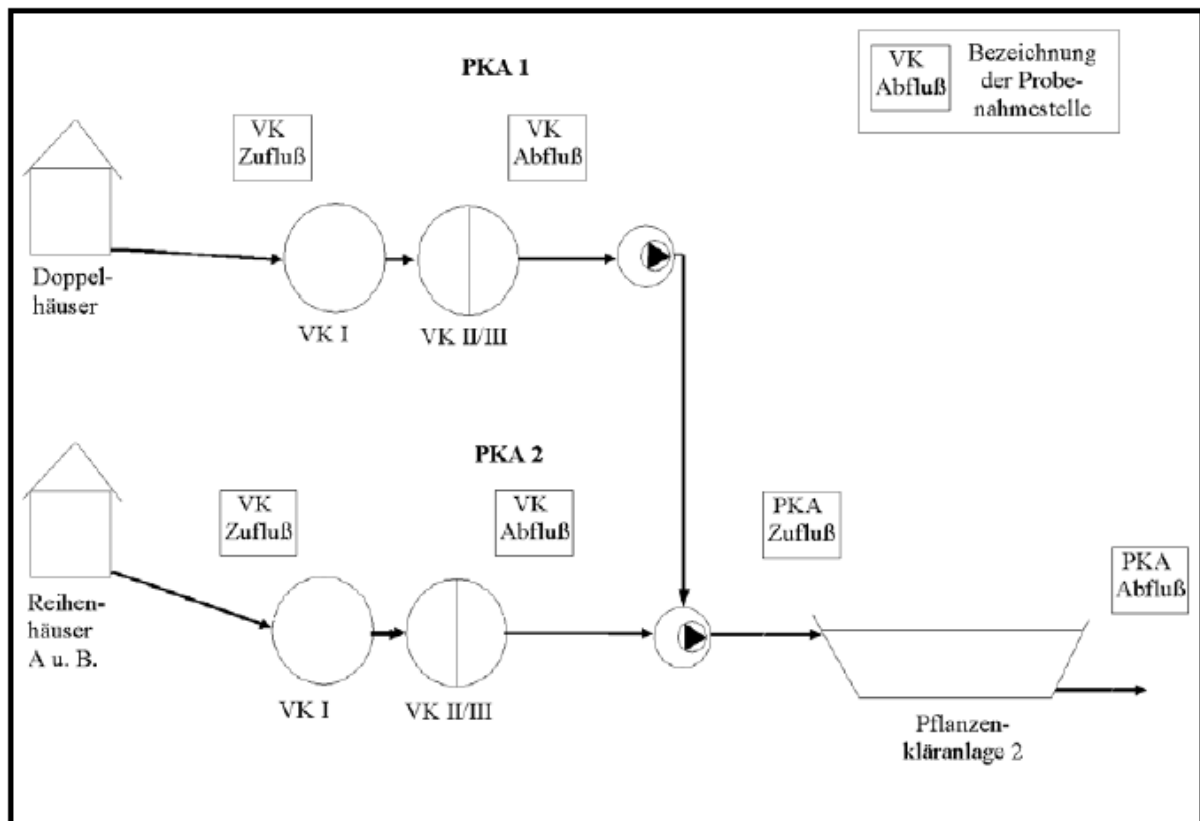 PKA 1
VK
Abfluß
Bezeichnung
der Probe-
nahmestelle
VK
Zufluß
VK
Abfluß
Doppel-
häuser
VK I
VK II/III
PKA 2
VK
Zufluß
VK
Abfluß
PKA
Zufluß
PKA
Abfluß
Reihen-
häuser
A u. B.
VK I
VK II/III
Pflanzen-
kläranlage 2